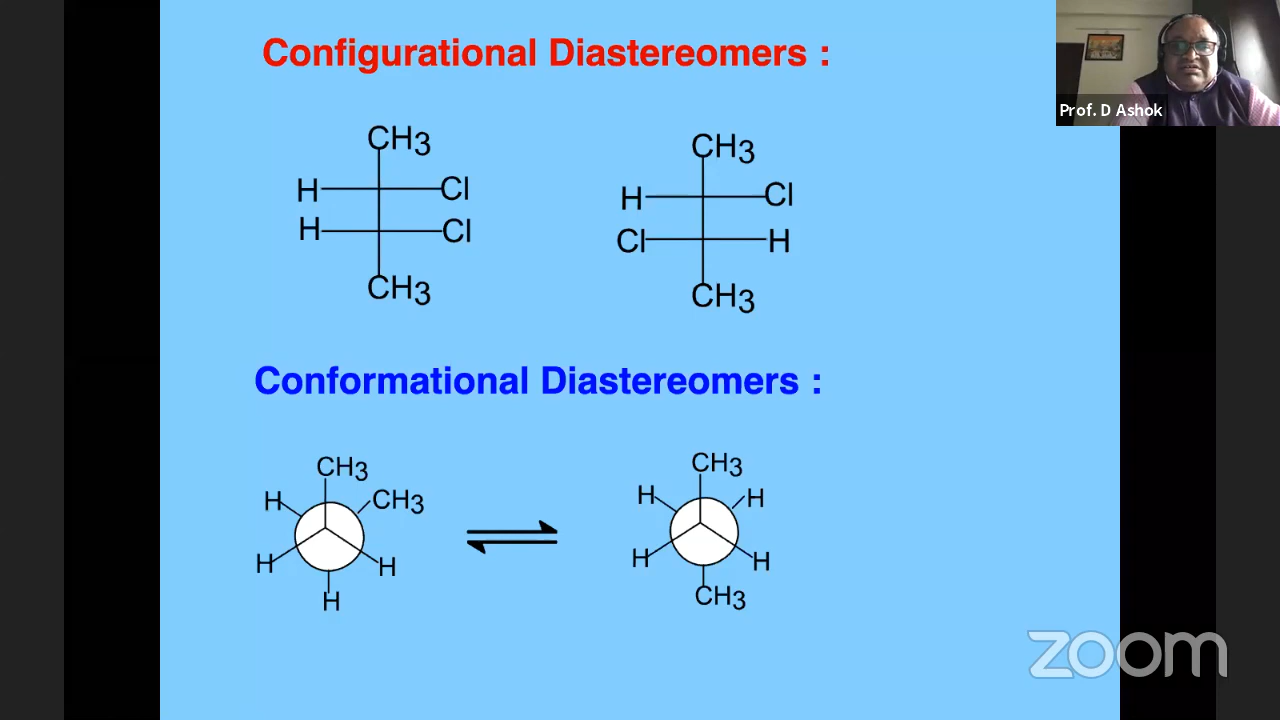 Configurational Diastereomers :
Prof. D Ashok
CH3
CH3
H
Cl
H
Cl
H
Cl
Cl
H
CH3
CH3
Conformational Diastereomers :
CH3
CH3
H
CH3
H
H
H
H
H
H
H
CH3
zoom